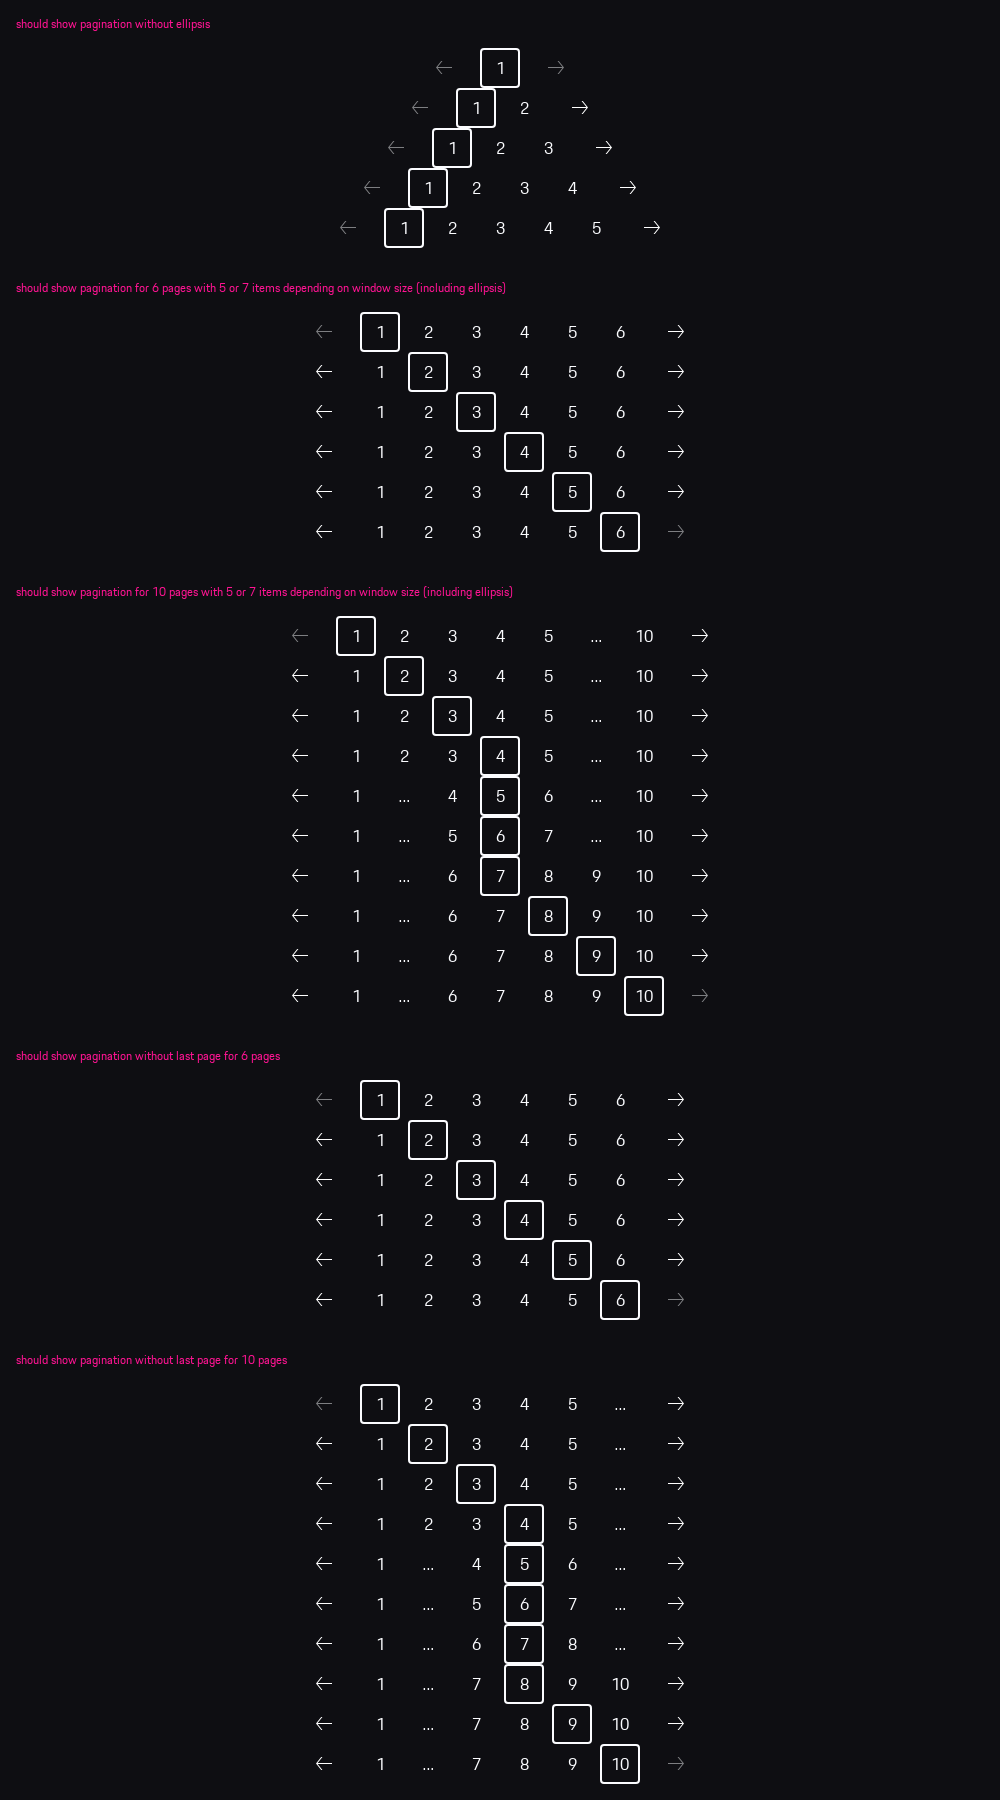 should show pagination without ellipsis
← 1 →
← 1 2 →
← 1 2 3 →
← 1 2 3 4 →
← 1 2 3 4 5 →
should show pagination for 6 pages with 5 or 7 items depending on window size (including ellipsis)
← 1 2 3 4 5 6 →
← 1 2 3 4 5 6 →
← 1 2 3 4 5 6 →
← 1 2 3 4 5 6 →
← 1 2 3 4 5 6 →
← 1 2 3 4 5 6 →
should show pagination for 10 pages with 5 or 7 items depending on window size (including ellipsis)
← 1 2 3 4 5 ... 10 →
← 1 2 3 4 5 ... 10 →
← 1 2 3 4 5 ... 10 →
← 1 2 3 4 5 ... 10 →
← 1 ... 4 5 6 ... 10 →
← 1 ... 5 6 7 ... 10 →
← 1 ... 6 7 8 9 10 →
← 1 ... 6 7 8 9 10 →
← 1 ... 6 7 8 9 10 →
← 1 ... 6 7 8 9 10 →
should show pagination without last page for 6 pages
← 1 2 3 4 5 6 →
← 1 2 3 4 5 6 →
← 1 2 3 4 5 6 →
← 1 2 3 4 5 6 →
← 1 2 3 4 5 6 →
← 1 2 3 4 5 6 →
should show pagination without last page for 10 pages
← 1 2 3 4 5 ... →
← 1 2 3 4 5 ... →
← 1 2 3 4 5 ... →
← 1 2 3 4 5 ... →
← 1 ... 4 5 6 ... →
← 1 ... 5 6 7 ... →
← 1 ... 6 7 8 ... →
← 1 ... 7 8 9 10 →
← 1 ... 7 8 9 10 →
← 1 ... 7 8 9 10 →